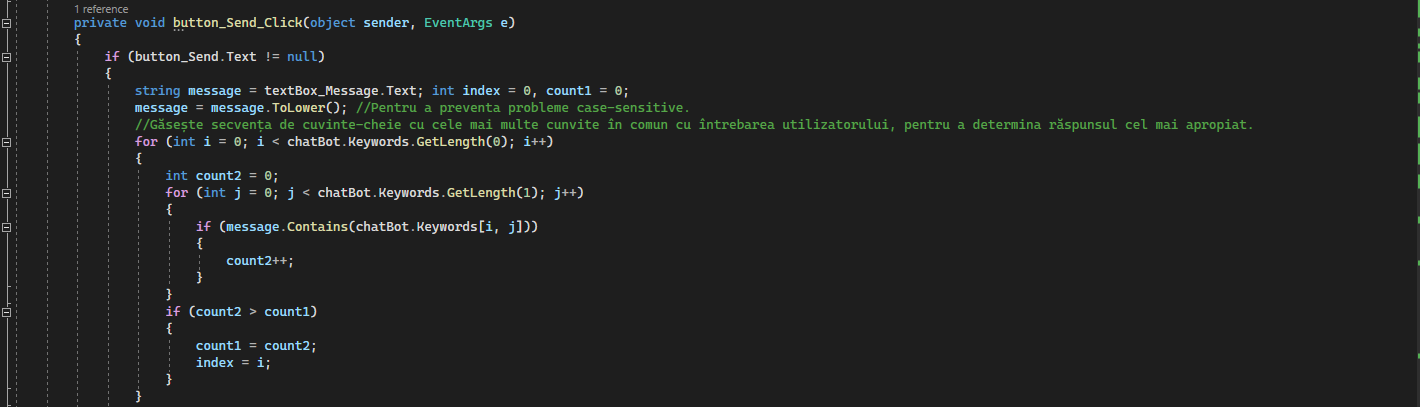 1 reference
private void button_Send_Click(object sender, EventArgs e)
{
if (button_Send.Text != null)
{
string message = textBox_Message.Text; int index = 0, count1 = 0;
message = message.ToLower(); //Pentru a preventa probleme case-sensitive.
//Găsește secvența de cuvinte-cheie cu cele mai multe cunvite în comun cu întrebarea utilizatorului, pentru a determina răspunsul cel mai apropiat.
for (int i = 0; i < chatBot.Keywords.GetLength(0); i++)
{
int count2 = 0;
for (int j = 0; j < chatBot.Keywords.GetLength(1); j++)
{
if (message.Contains(chatBot.Keywords[i, j]))
{
count2++;
}
}
if (count2 > count1)
{
count1 = count2;
index = i;
}
}